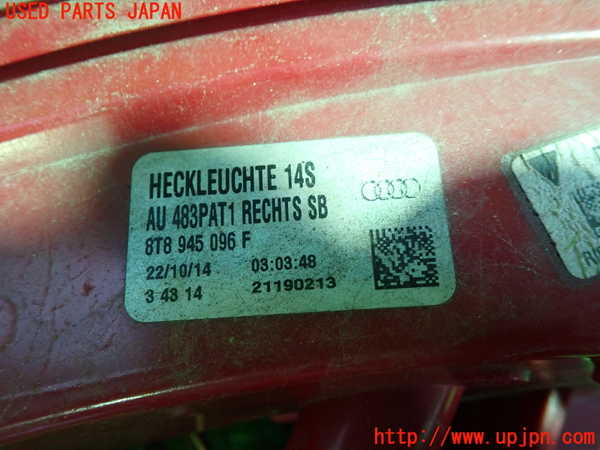 USED PARTS JAPAN
HECKLEUCHTE 14S
AU 483PAT1 RECHTS SB
8T8 945 096 F
22/10/14 03:03:48
3 43 14 21190213
http://www.upjpn.com/